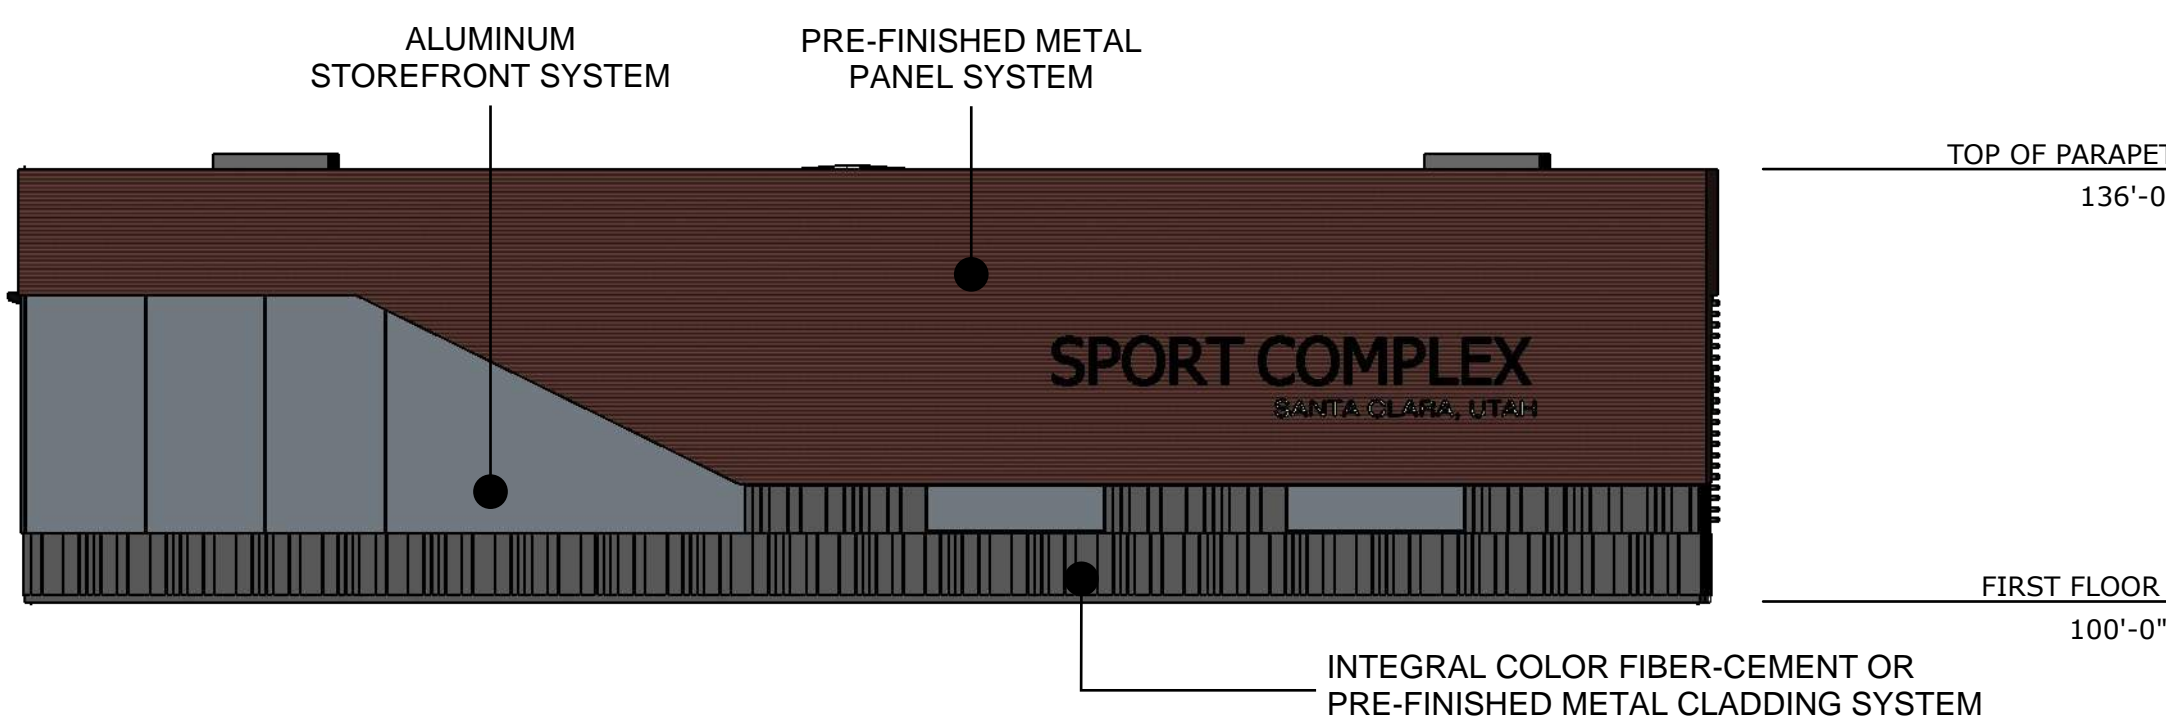 ALUMINUM
STOREFRONT SYSTEM
PRE-FINISHED METAL
PANEL SYSTEM
TOP OF PARAPET
136'-0
SPORT COMPLEX
SANTA CLARA, UTAH
FIRST FLOOR
100'-0"
INTEGRAL COLOR FIBER-CEMENT OR
PRE-FINISHED METAL CLADDING SYSTEM